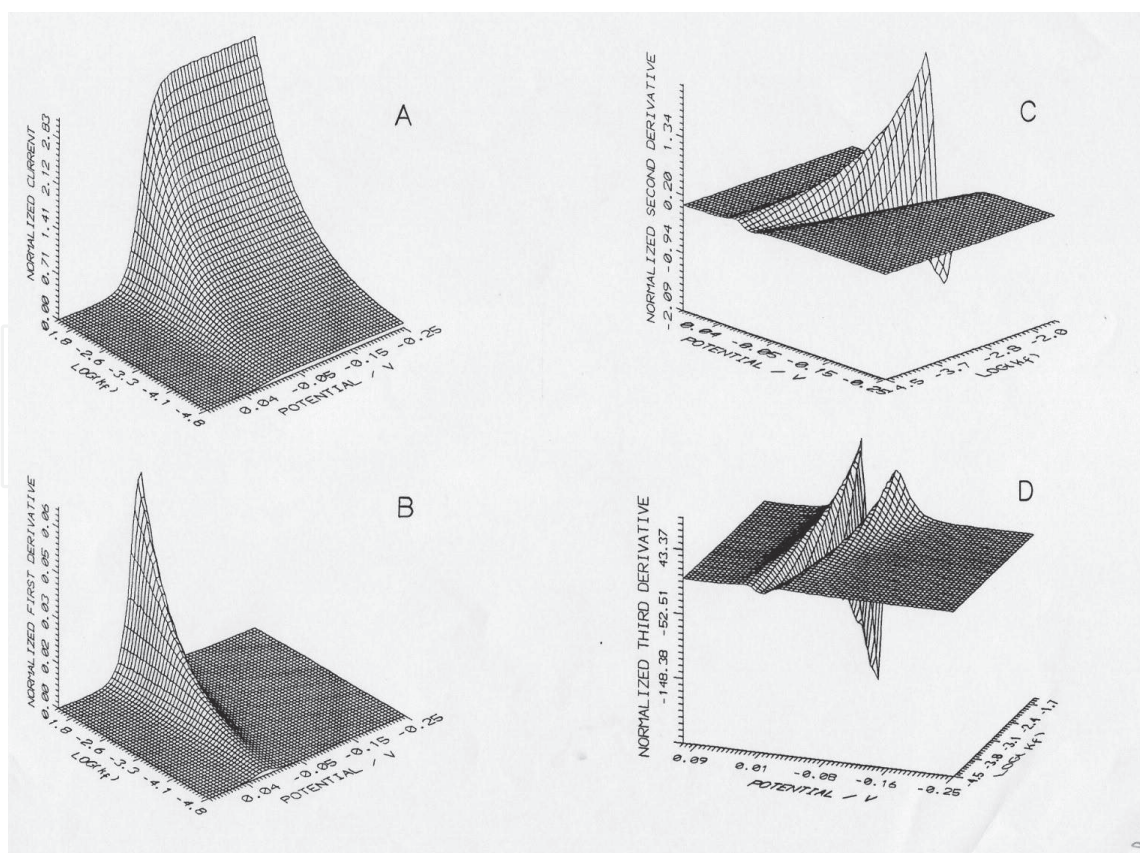 A
NORMALIZED CURRENT
0.00 0.71 1.41 2.12 2.83
-1.8 -2.6 -3.3 -4.1 -4.8
LOG(Kf)
0.04 -0.05 -0.15 -0.25
POTENTIAL / V
B
NORMALIZED FIRST DERIVATIVE
0.00 0.02 0.03 0.05 0.06
-1.8 -2.6 -3.3 -4.1 -4.8
LOG(Kf)
0.04 -0.05 -0.15 -0.25
POTENTIAL / V
C
NORMALIZED SECOND DERIVATIVE
-2.09 -0.94 0.20 1.34
0.04 -0.05 -0.15 -0.25
POTENTIAL / V
-4.5 -3.7 -2.8 -2.0
LOG(Kf)
D
NORMALIZED THIRD DERIVATIVE
-148.38 -52.51 43.37
0.09 0.01 -0.08 -0.16 -0.25
POTENTIAL / V
-4.5 -3.8 -3.1 -2.4 -1.7
LOG(Kf)